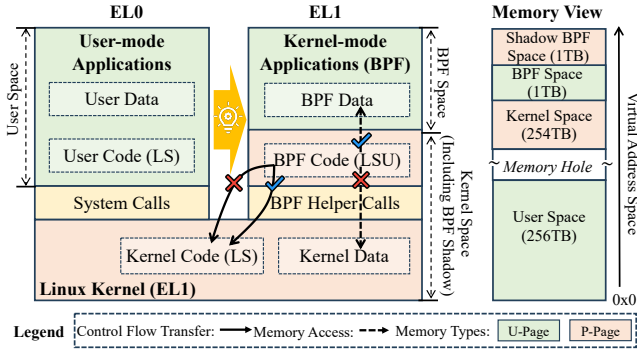 EL0
EL1
Memory View
User-mode
Applications
User Data
User Code (LS)
System Calls
User Space
Kernel-mode
Applications (BPF)
BPF Data
BPF Code (LSU)
BPF Helper Calls
Kernel Code (LS)
Kernel Data
Linux Kernel (EL1)
BPF Space
Kernel Space
(Including BPF Shadow)
Shadow BPF
Space (1TB)
BPF Space
(1TB)
Kernel Space
(254TB)
~ Memory Hole ~
User Space
(256TB)
Virtual Address Space
0x0
Legend
Control Flow Transfer:
Memory Access:
Memory Types:
U-Page
P-Page